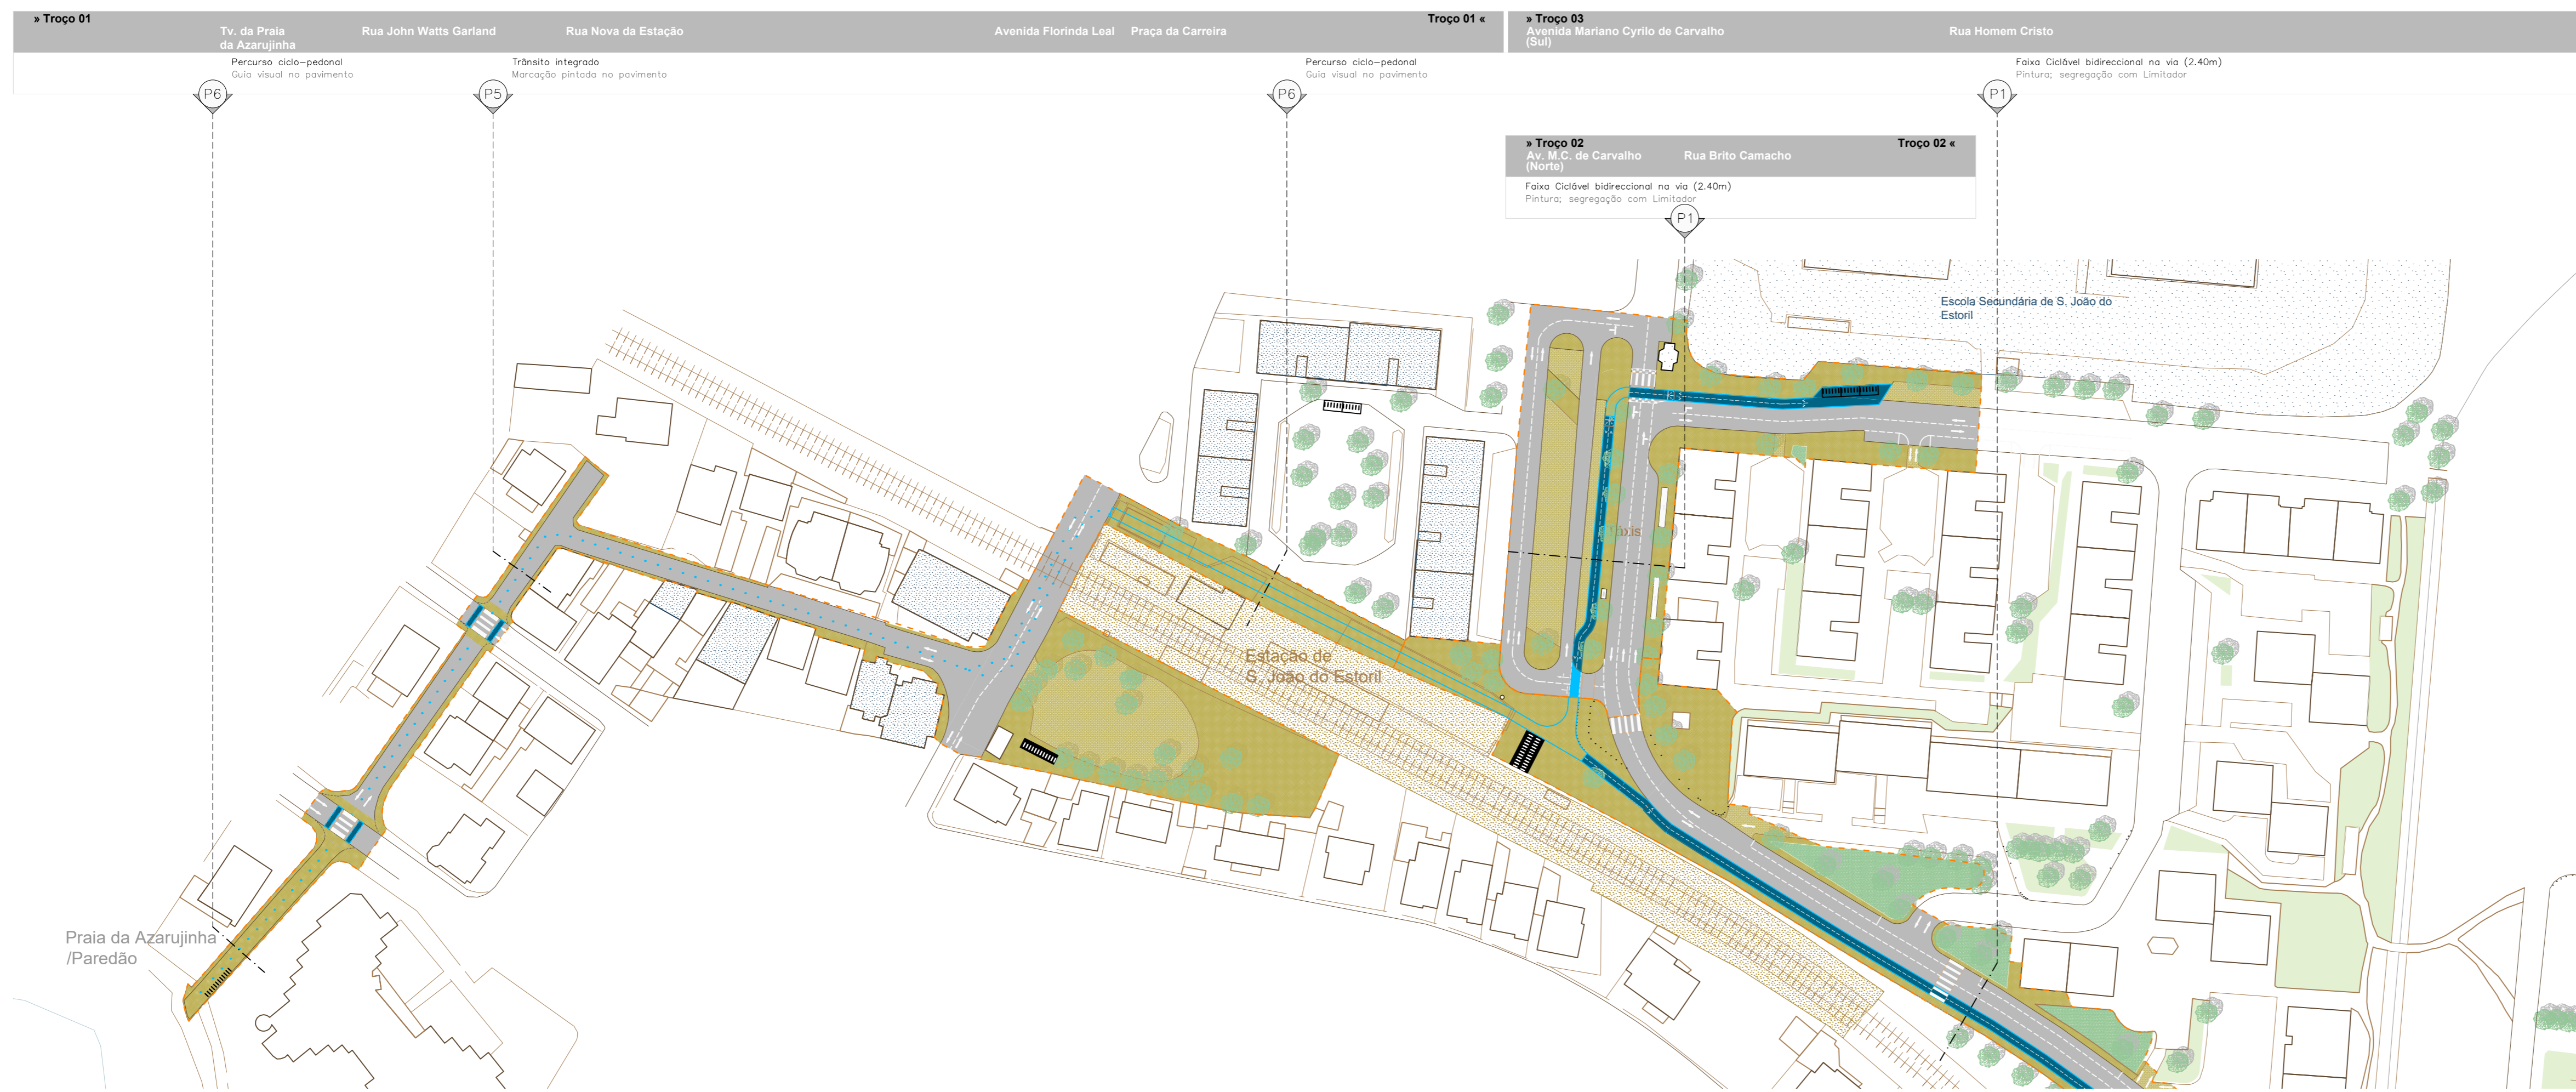 » Troço 01
Troço 01 «
Tv. da Praia
da Azarujinha
Rua John Watts Garland
Rua Nova da Estação
Avenida Florinda Leal
Praça da Carreira
» Troço 03
Avenida Mariano Cyrilo de Carvalho
(Sul)
Rua Homem Cristo
Percurso ciclo-pedonal
Guia visual no pavimento
P6
Trânsito integrado
Marcação pintada no pavimento
P5
Percurso ciclo-pedonal
Guia visual no pavimento
P6
Faixa Ciclável bidireccional na via (2.40m)
Pintura; segregação com Limitador
P1
» Troço 02
Troço 02 «
Av. M.C. de Carvalho
(Norte)
Rua Brito Camacho
Faixa Ciclável bidireccional na via (2.40m)
Pintura; segregação com Limitador
P1
Escola Secundária de S. João do
Estoril
Táxis
Estação de
S. João do Estoril
Praia da Azarujinha
/Paredão